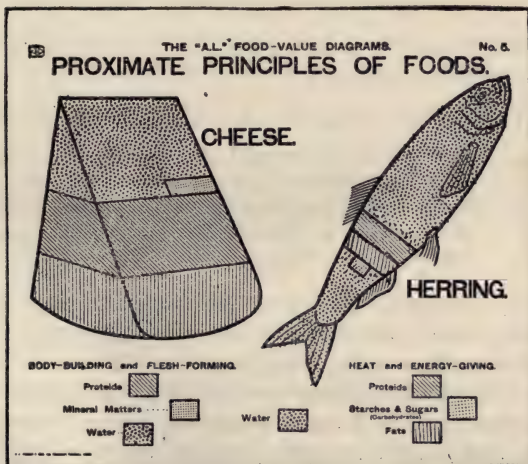 THE "A.L." FOOD-VALUE DIAGRAMS. No. 5.
PROXIMATE PRINCIPLES OF FOODS.
CHEESE.
HERRING.
BODY-BUILDING and FLESH-FORMING.
Proteids
Mineral Matters
Water
Water
HEAT and ENERGY-GIVING.
Proteids
Starches & Sugars
(Carbohydrates)
Fats